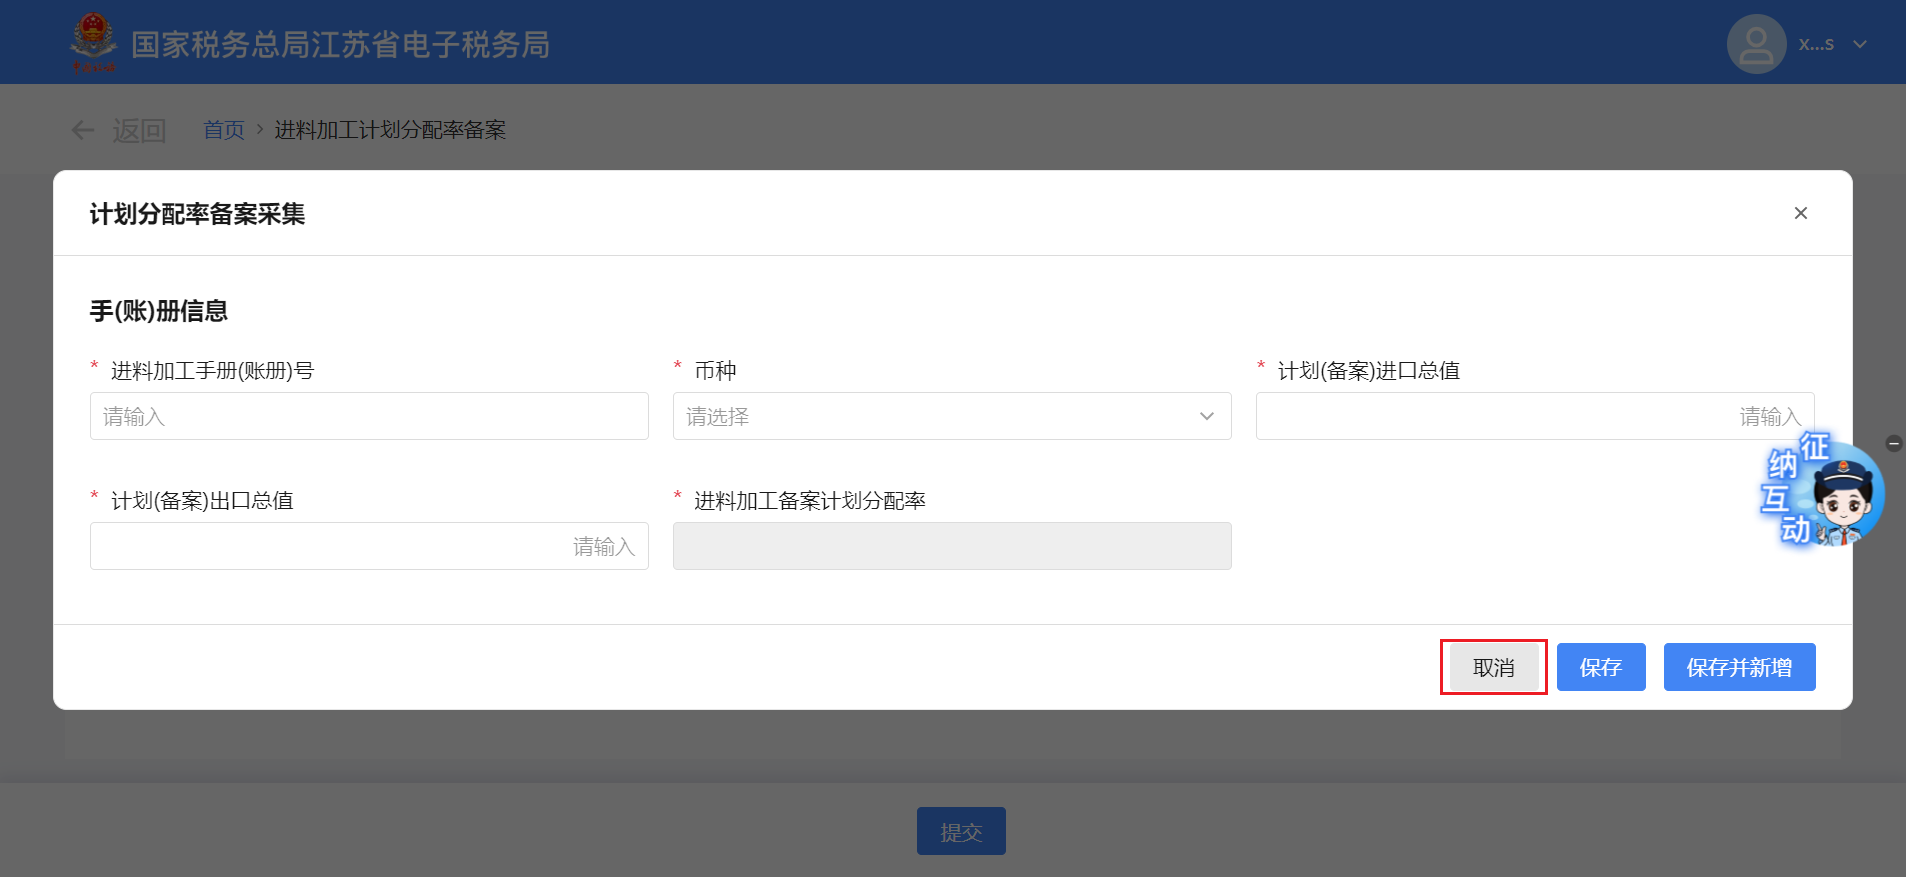 国家税务总局江苏省电子税务局
x...s
返回 首页 > 进料加工计划分配率备案
计划分配率备案采集
手(账)册信息
* 进料加工手册(账册)号
请输入
* 币种
请选择
* 计划(备案)进口总值
请输入
* 计划(备案)出口总值
请输入
* 进料加工备案计划分配率
征纳互动
取消
保存
保存并新增
提交